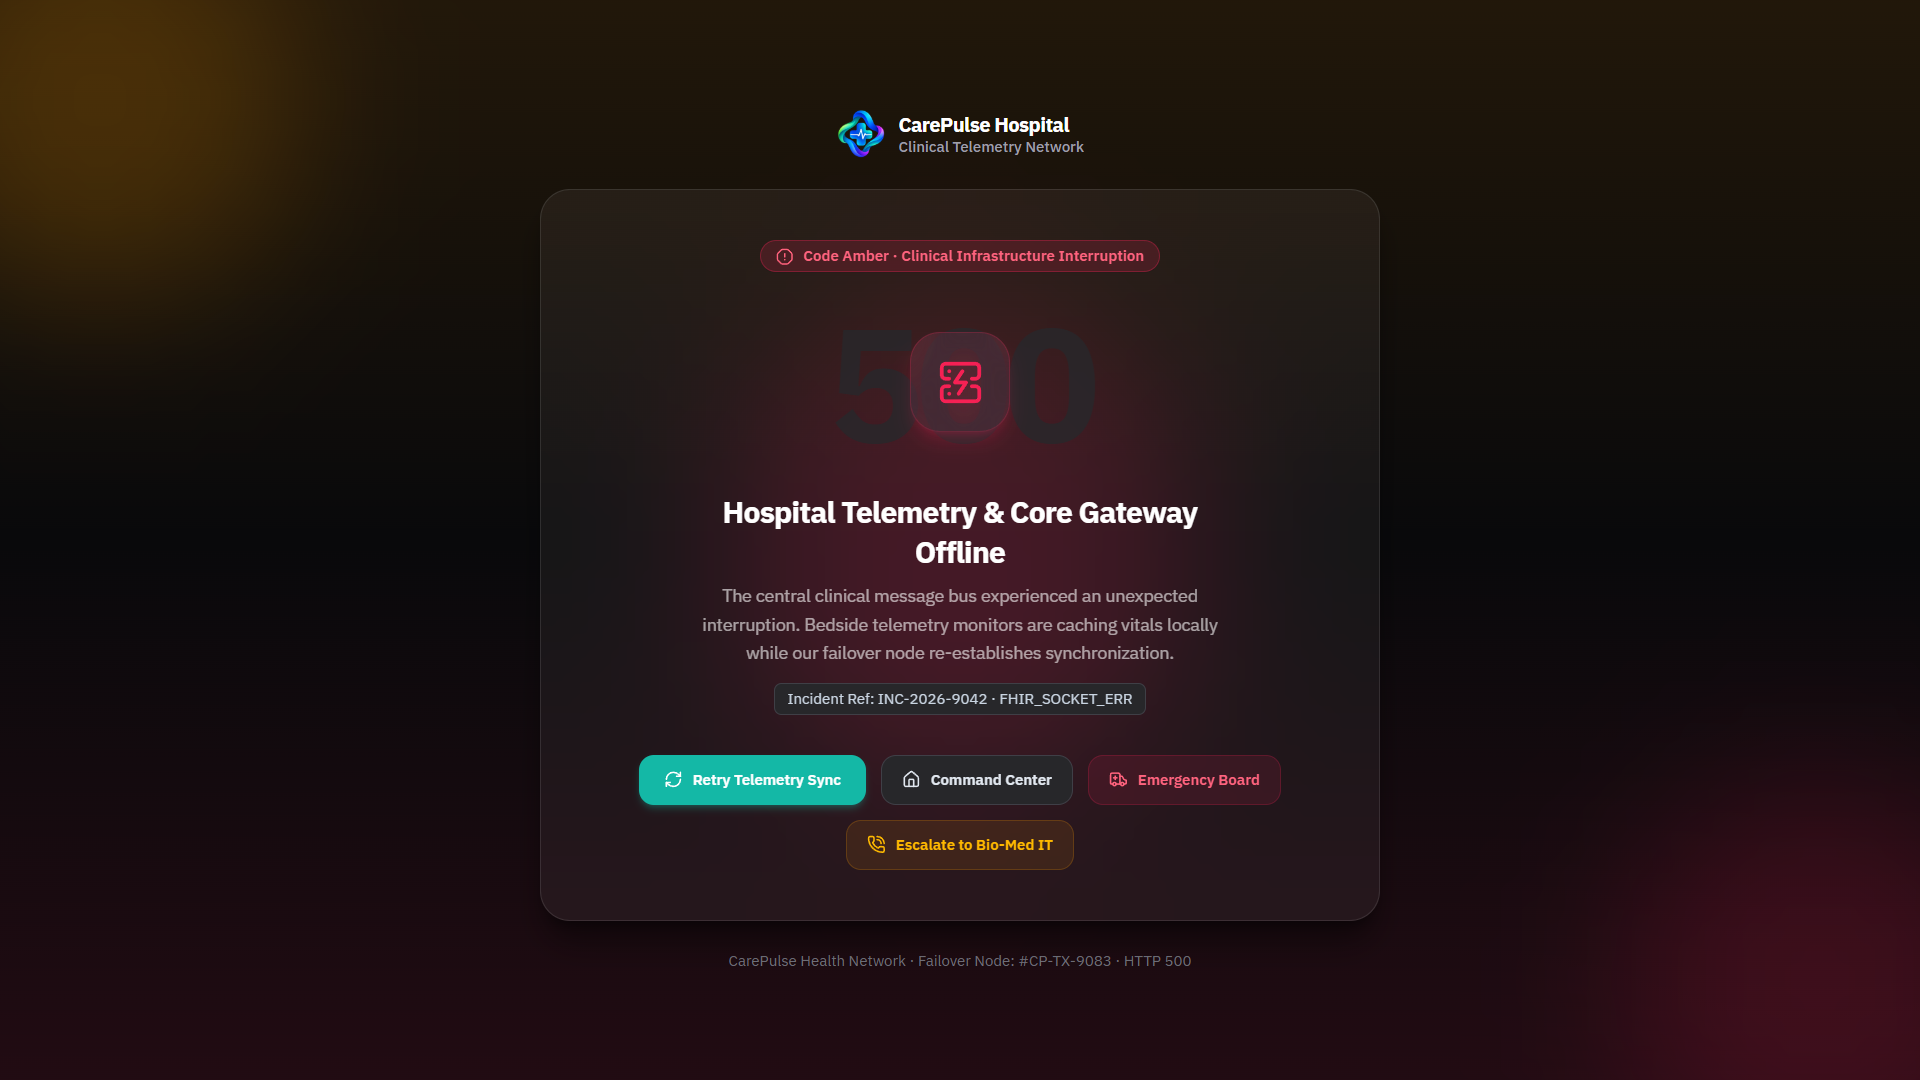 CarePulse Hospital
Clinical Telemetry Network
Code Amber · Clinical Infrastructure Interruption
500
Hospital Telemetry & Core Gateway
Offline
The central clinical message bus experienced an unexpected
interruption. Bedside telemetry monitors are caching vitals locally
while our failover node re-establishes synchronization.
Incident Ref: INC-2026-9042 · FHIR_SOCKET_ERR
Retry Telemetry Sync
Command Center
Emergency Board
Escalate to Bio-Med IT
CarePulse Health Network · Failover Node: #CP-TX-9083 · HTTP 500